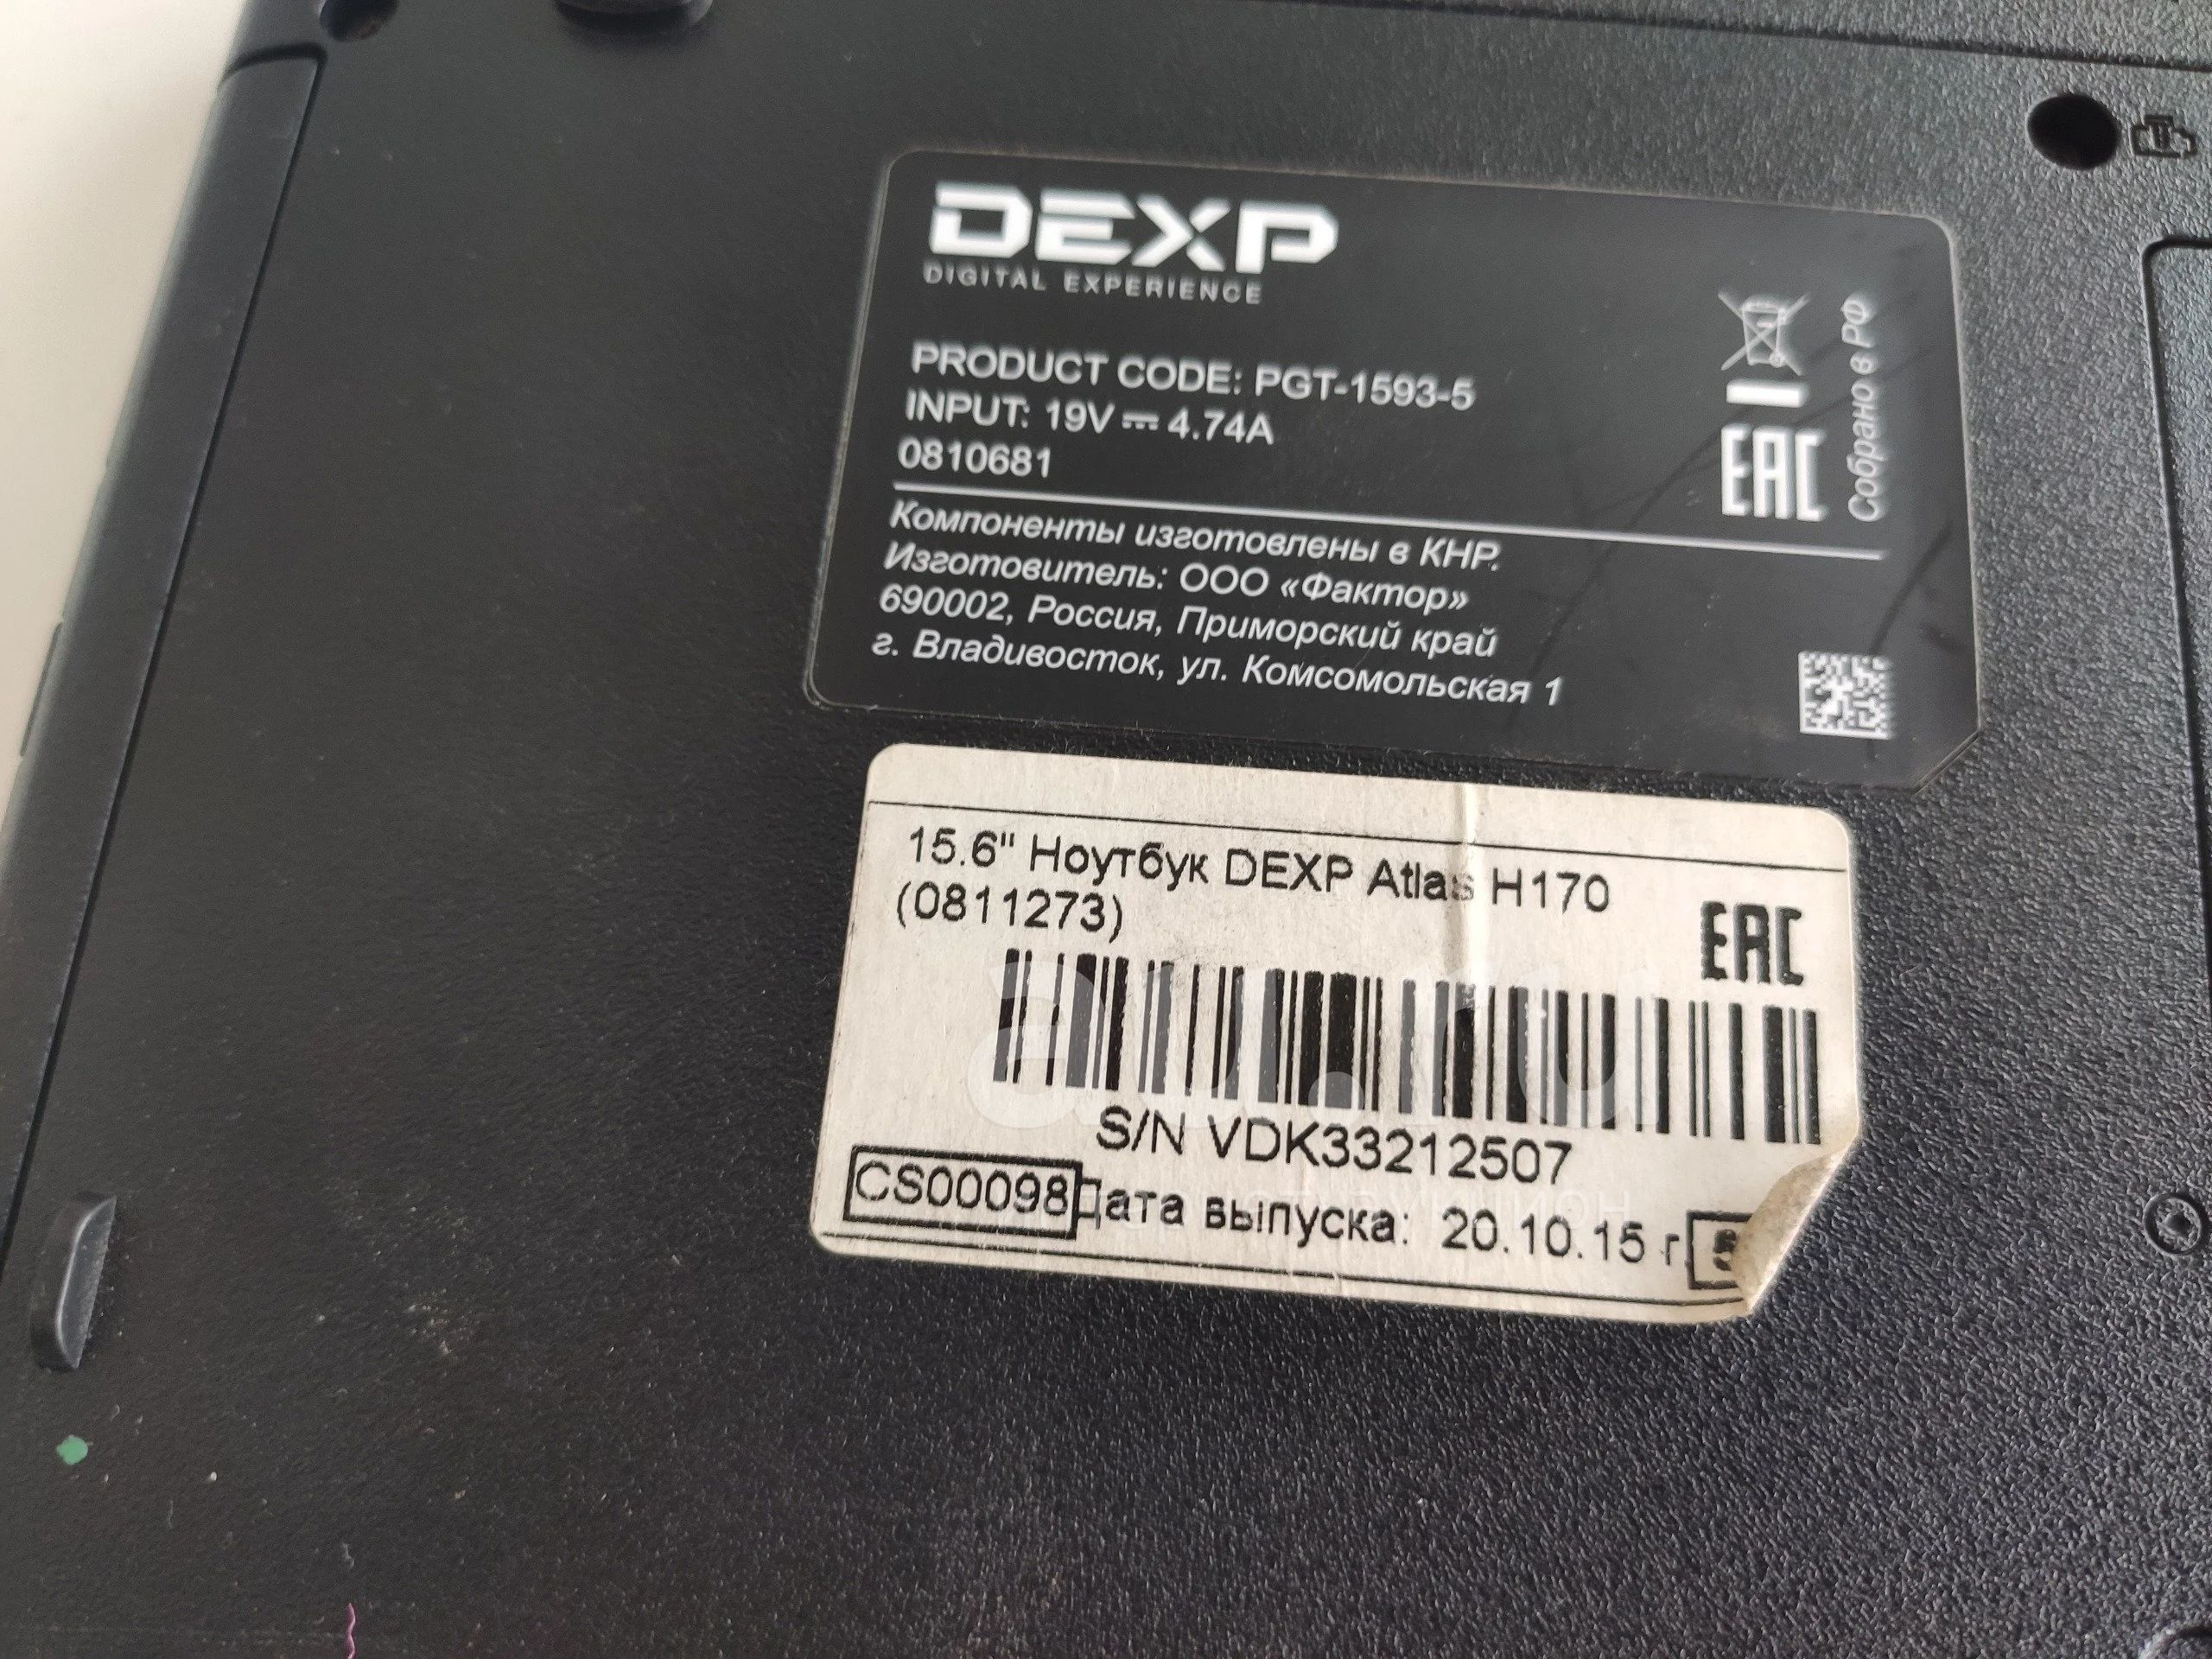 DEXP
DIGITAL EXPERIENCE
PRODUCT CODE: PGT-1593-5
INPUT: 19V⎓4.74A
0810681
EAC
Собрано в РФ
Компоненты изготовлены в КНР.
Изготовитель: ООО «Фактор»
690002, Россия, Приморский край
г. Владивосток, ул. Комсомольская 1
15.6" Ноутбук DEXP Atlas H170
(0811273)
EAC
au.ru
S/N VDK33212507
CS00098 Дата выпуска: 20.10.15 г.